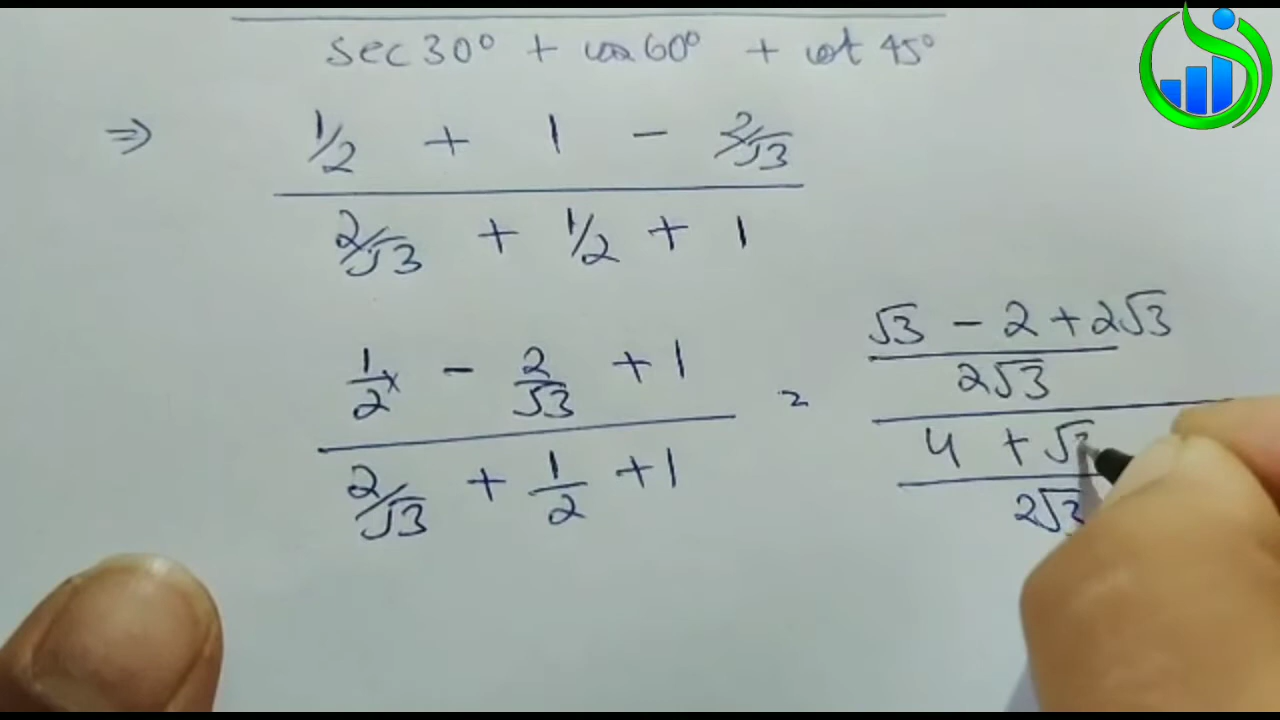 sec 30° + cos 60° + cot 45°
⇒ 1/2 + 1 - 2/√3
2/√3 + 1/2 + 1
1/2 × - 2/√3 + 1
2/√3 + 1/2 + 1
=
√3 - 2 + 2√3
2√3
4 + √3
2√3